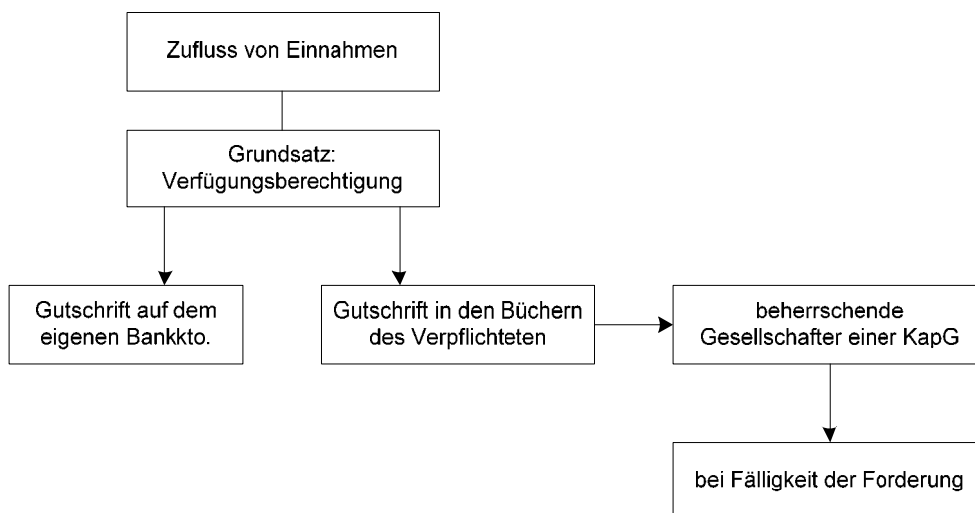 Zufluss von Einnahmen
Grundsatz:
Verfügungsberechtigung
Gutschrift auf dem
eigenen Bankkto.
Gutschrift in den Büchern
des Verpflichteten
beherrschende
Gesellschafter einer KapG
bei Fälligkeit der Forderung